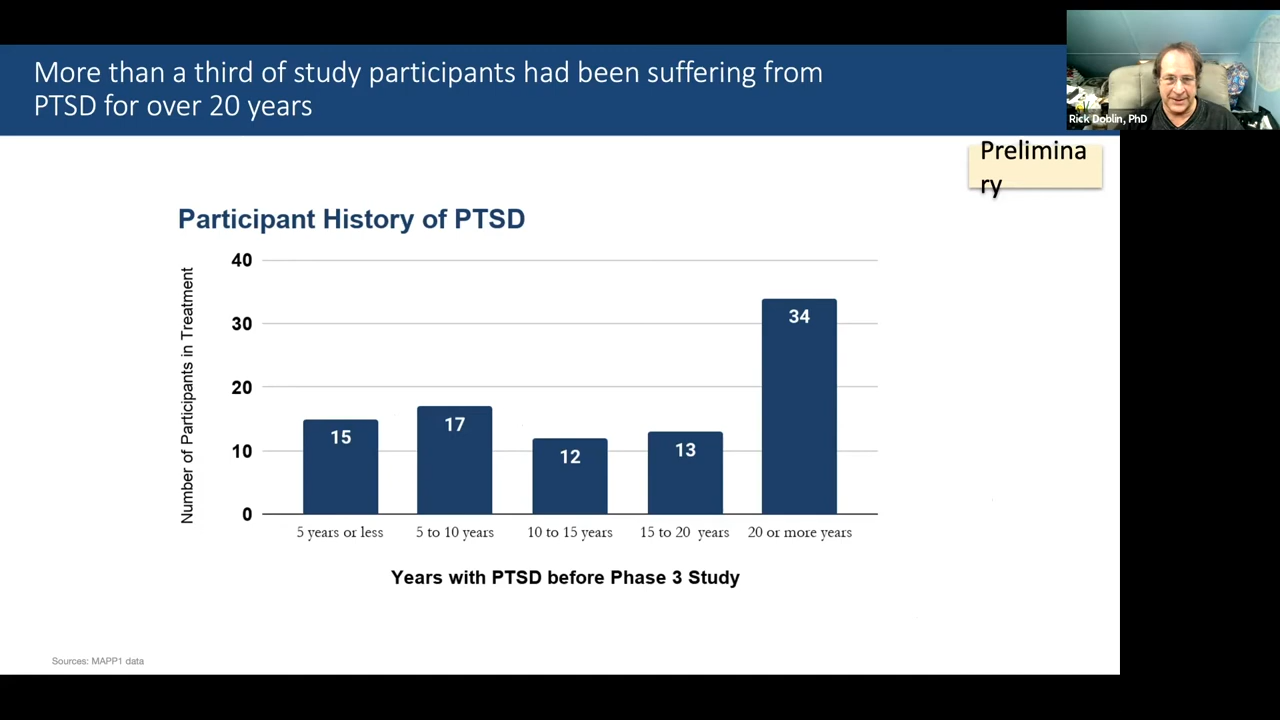 More than a third of study participants had been suffering from
PTSD for over 20 years
Rick Doblin, PhD
Prelimina
ry
Participant History of PTSD
Number of Participants in Treatment
40
30
20
10
0
15
17
12
13
34
5 years or less
5 to 10 years
10 to 15 years
15 to 20 years
20 or more years
Years with PTSD before Phase 3 Study
Sources: MAPP1 data